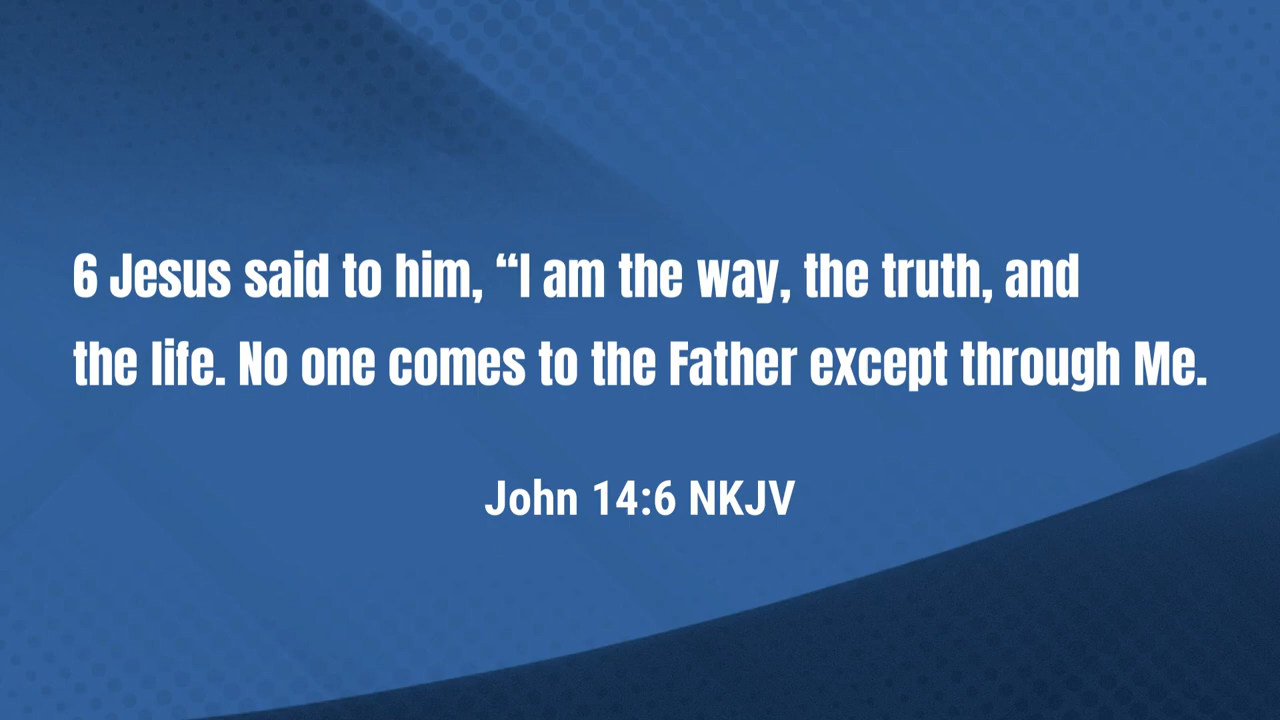 6 Jesus said to him, “I am the way, the truth, and
the life. No one comes to the Father except through Me.
John 14:6 NKJV